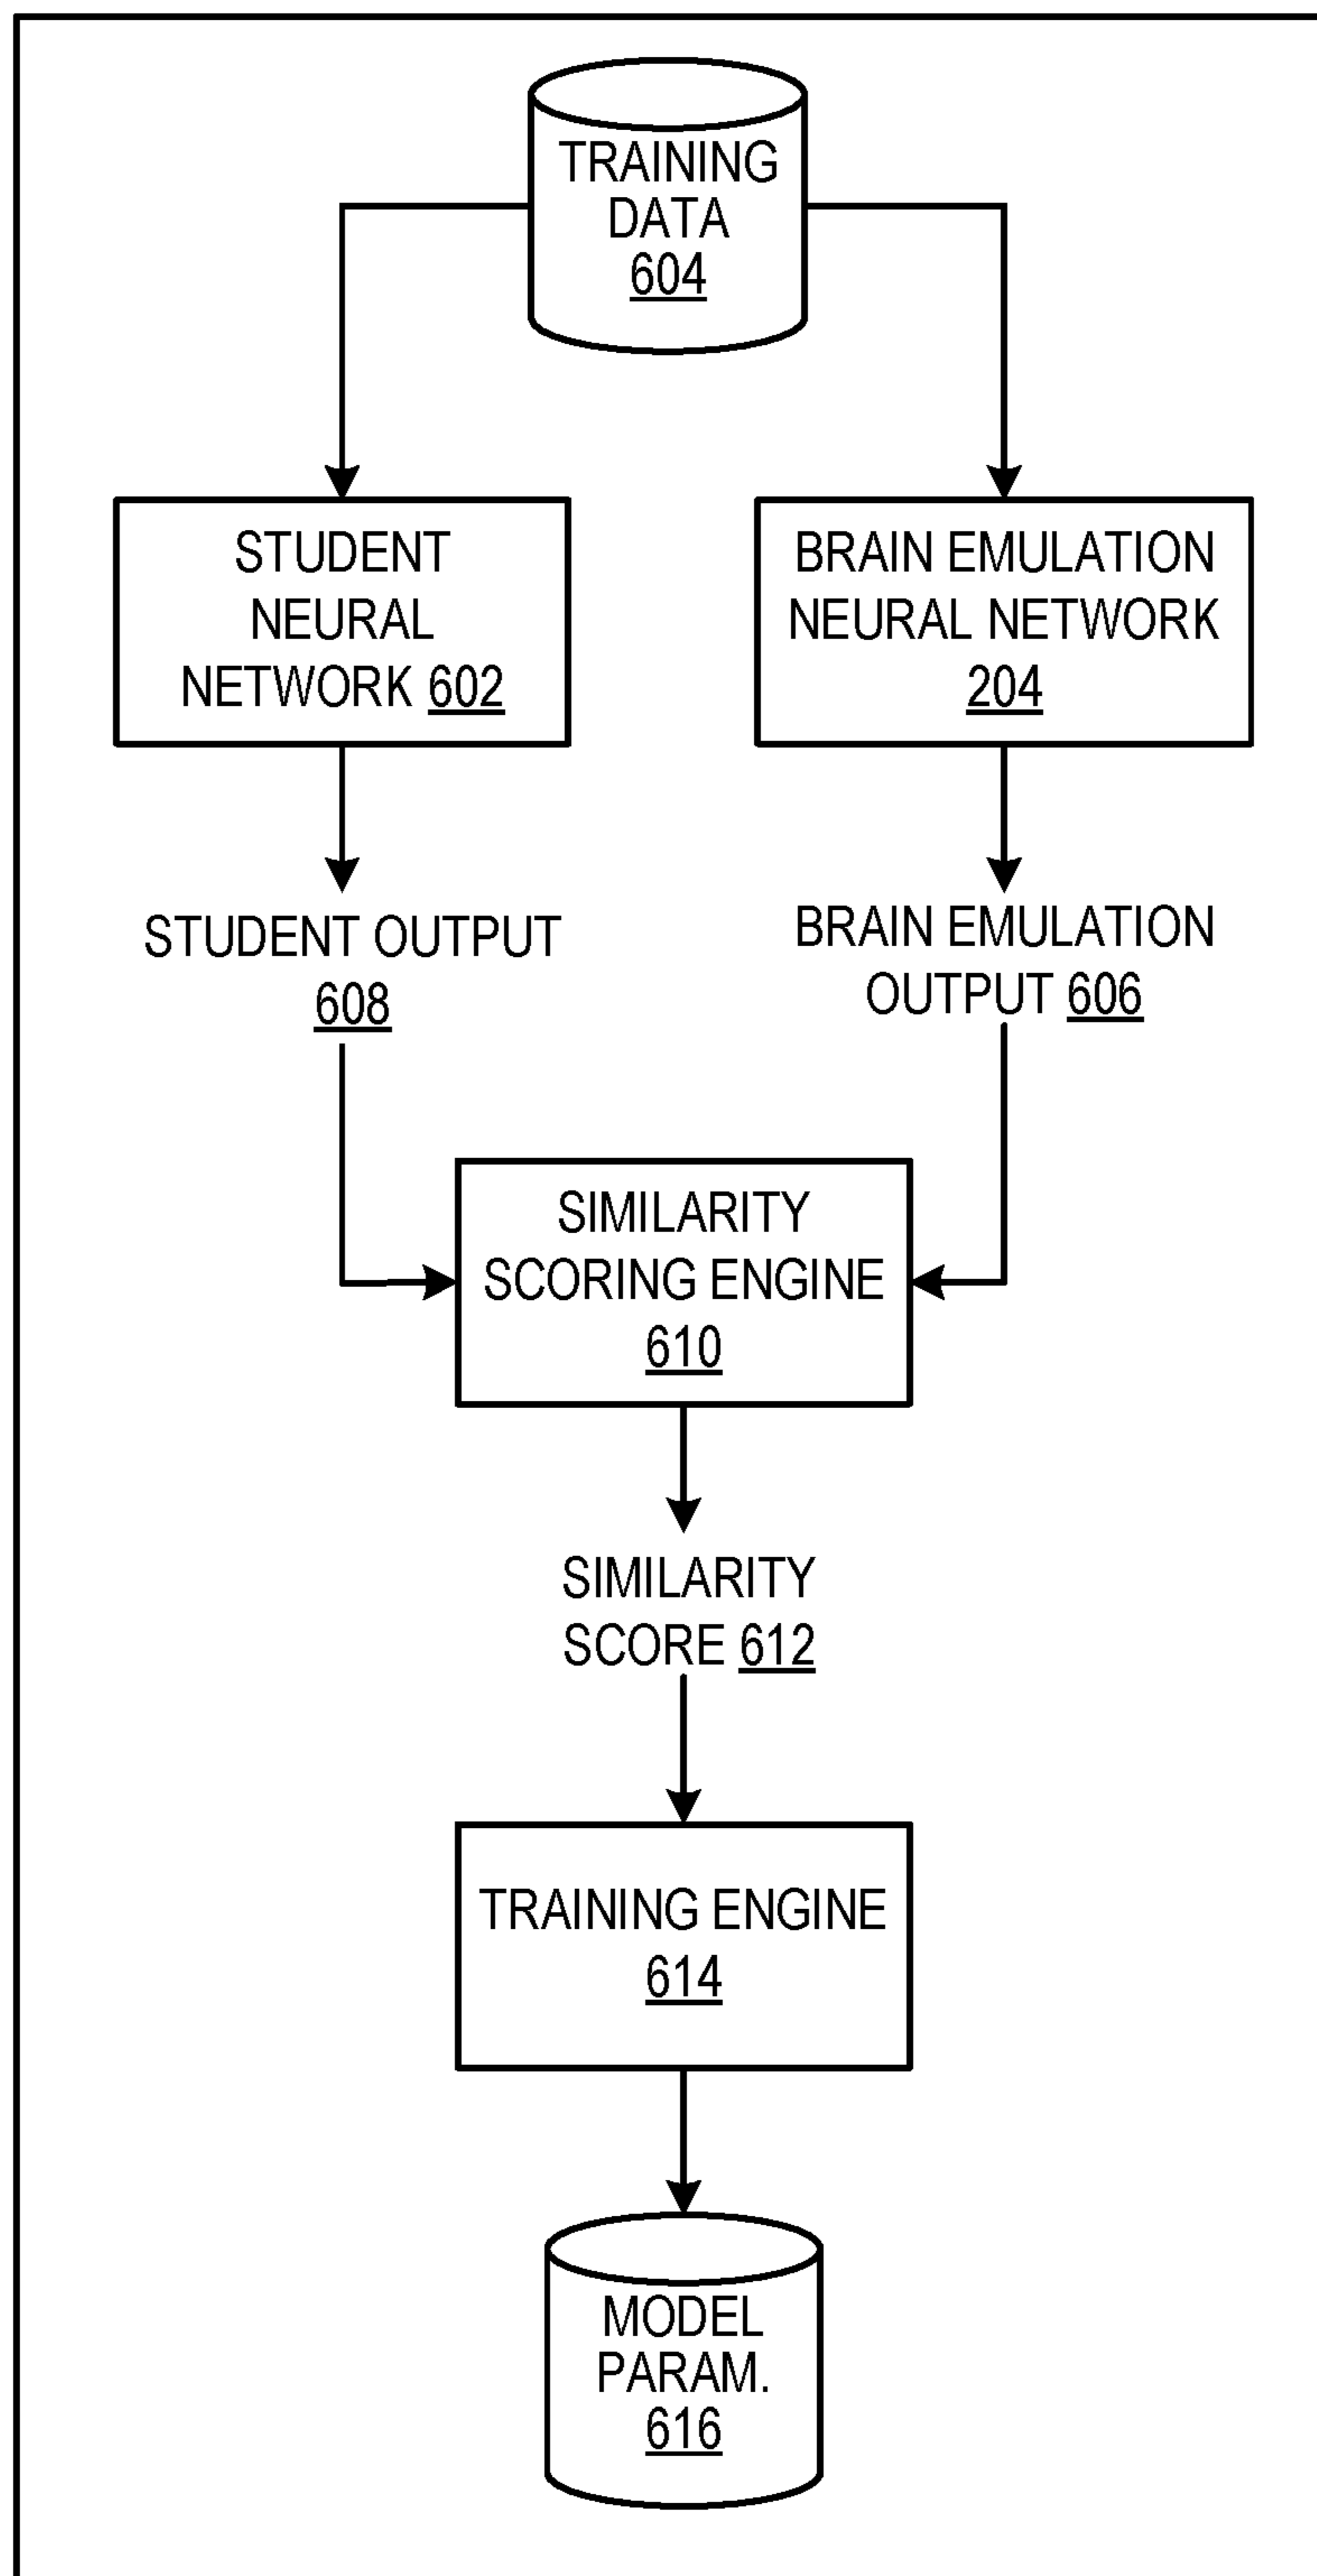 TRAINING
DATA
604
STUDENT
NEURAL
NETWORK 602
BRAIN EMULATION
NEURAL NETWORK
204
STUDENT OUTPUT
608
BRAIN EMULATION
OUTPUT 606
SIMILARITY
SCORING ENGINE
610
SIMILARITY
SCORE 612
TRAINING ENGINE
614
MODEL
PARAM.
616